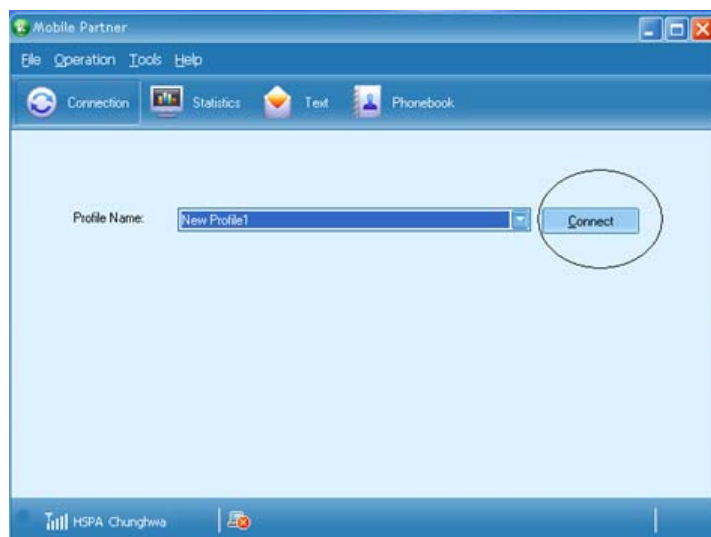 Mobile Partner
File Operation Tools Help
Connection Statistics Text Phonebook
Profile Name: New Profile1 Connect
HSPA Chunghwa